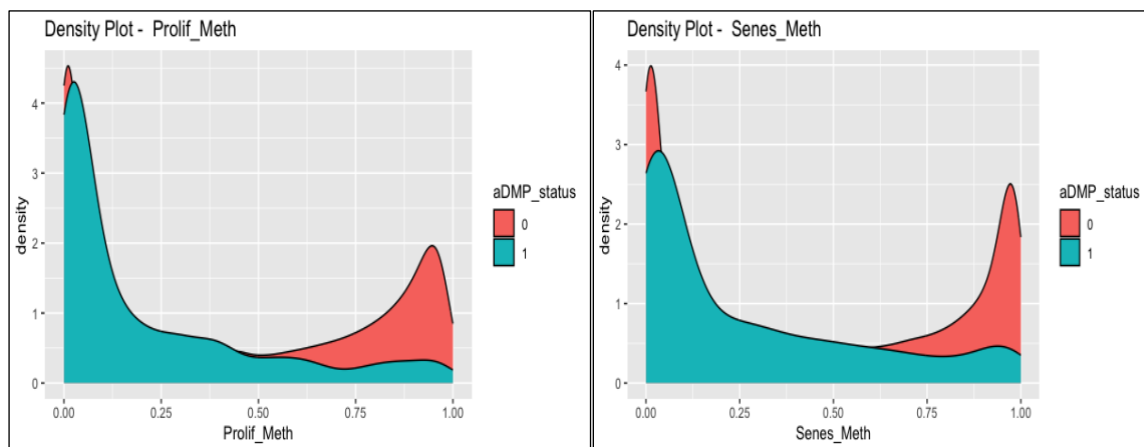 Density Plot -  Prolif_Meth
density
4
3
2
1
0
0.00 0.25 0.50 0.75 1.00
Prolif_Meth
aDMP_status
0
1
Density Plot -  Senes_Meth
density
4
3
2
1
0
0.00 0.25 0.50 0.75 1.00
Senes_Meth
aDMP_status
0
1